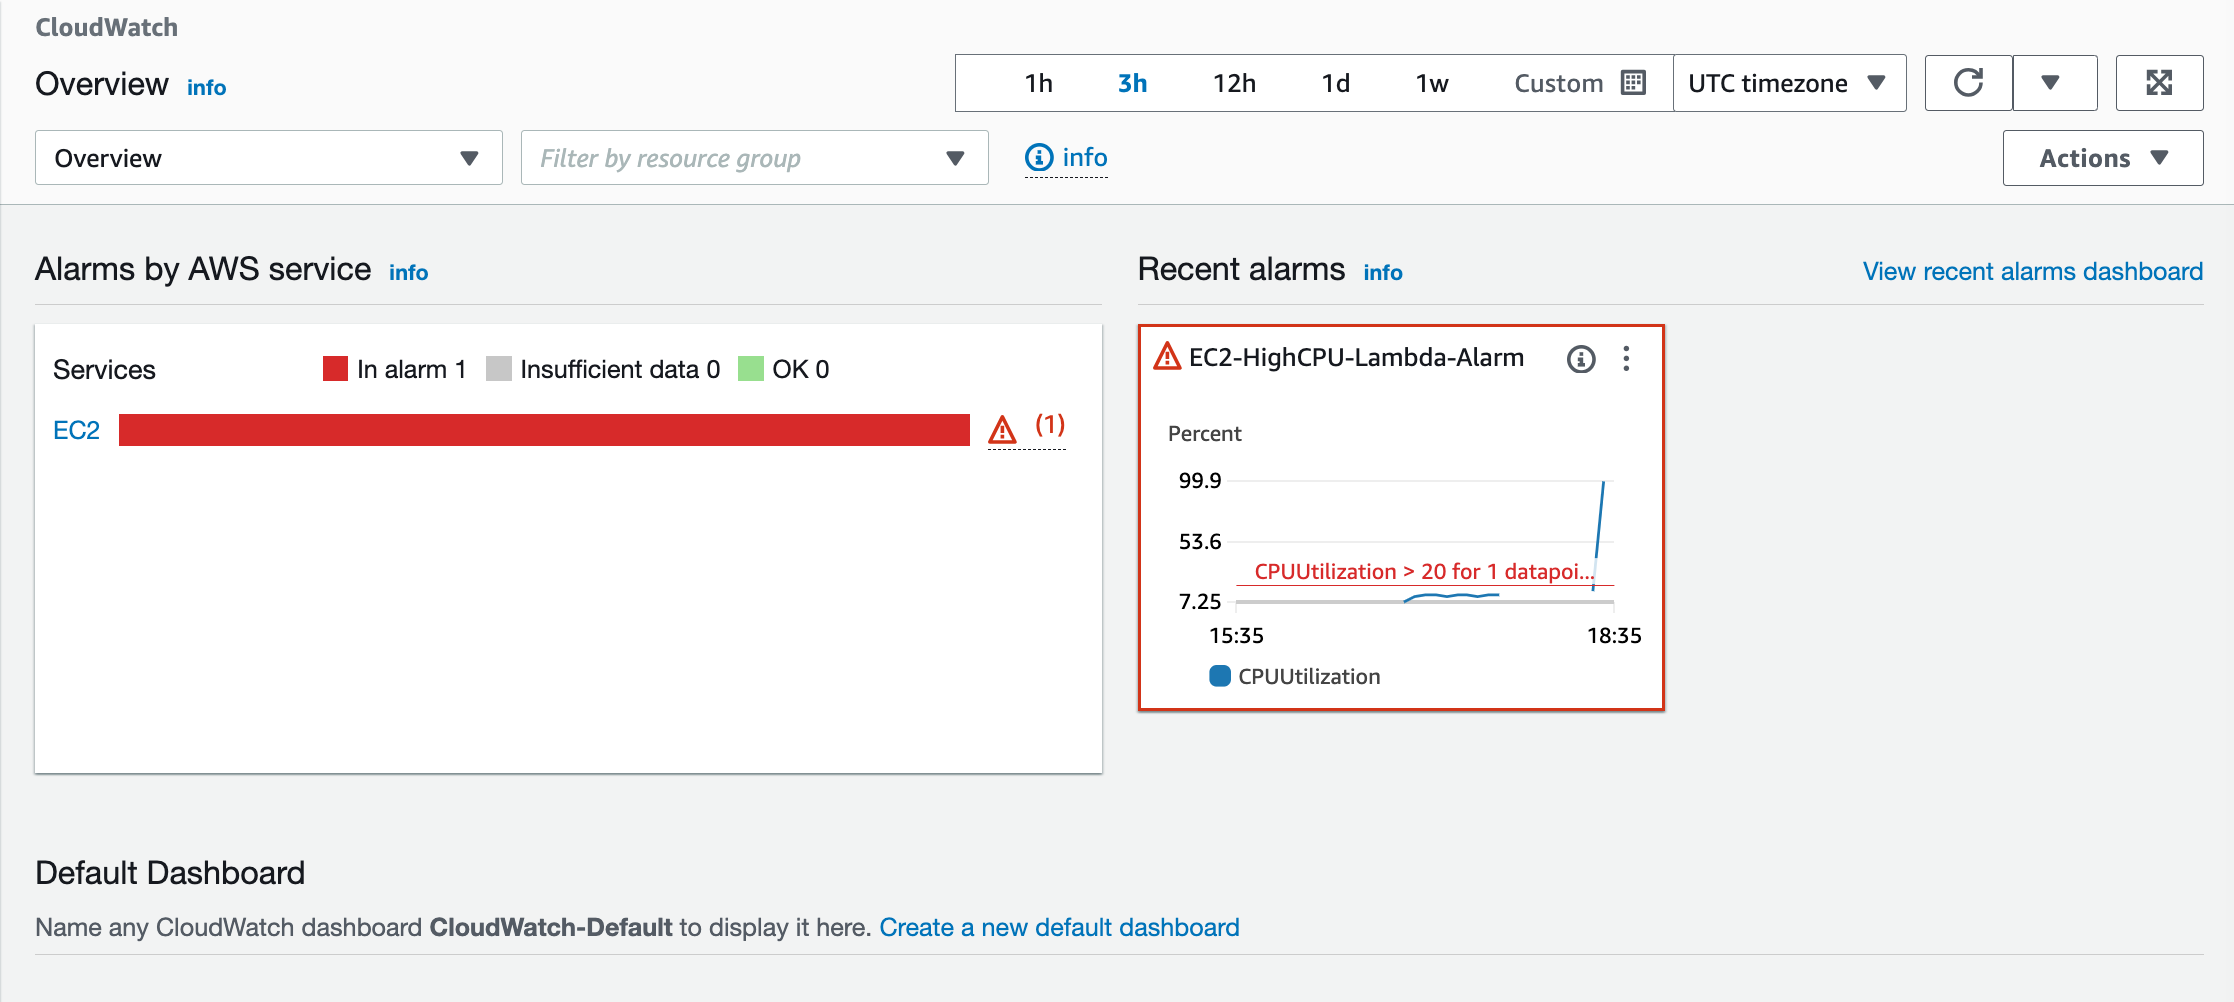 CloudWatch
Overview info
1h 3h 12h 1d 1w Custom UTC timezone
Overview Filter by resource group info Actions
Alarms by AWS service info
Services In alarm 1 Insufficient data 0 OK 0
EC2 (1)
Recent alarms info View recent alarms dashboard
EC2-HighCPU-Lambda-Alarm
Percent
99.9
53.6
CPUUtilization > 20 for 1 datapoi...
7.25
15:35 18:35
CPUUtilization
Default Dashboard
Name any CloudWatch dashboard CloudWatch-Default to display it here. Create a new default dashboard